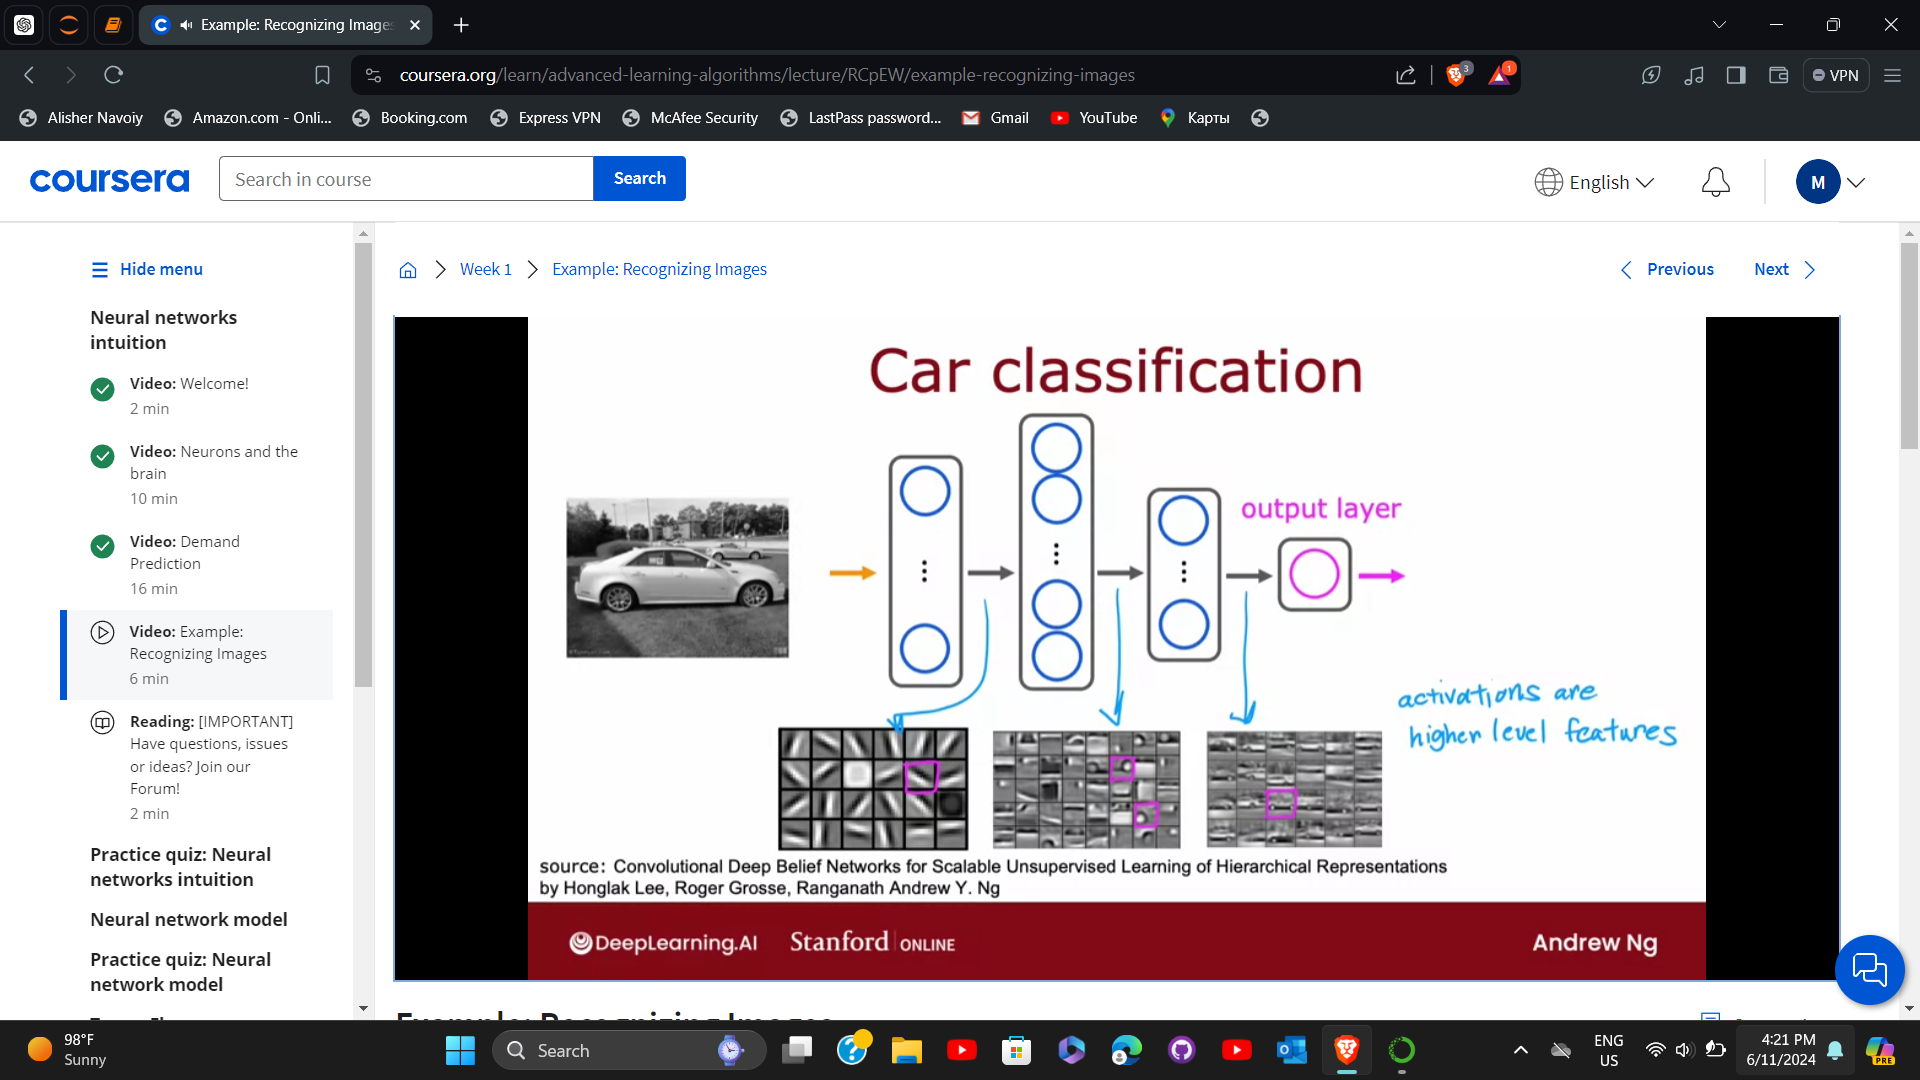 Example: Recognizing Images
coursera.org/learn/advanced-learning-algorithms/lecture/RCpEW/example-recognizing-images
3
1
VPN
Alisher Navoiy
Amazon.com - Onli...
Booking.com
Express VPN
McAfee Security
LastPass password...
Gmail
YouTube
Карты
coursera
Search in course
Search
English
M
Hide menu
Week 1
Example: Recognizing Images
Previous
Next
Neural networks
intuition
Video: Welcome!
2 min
Video: Neurons and the
brain
10 min
Video: Demand
Prediction
16 min
Video: Example:
Recognizing Images
6 min
Reading: [IMPORTANT]
Have questions, issues
or ideas? Join our
Forum!
2 min
Practice quiz: Neural
networks intuition
Neural network model
Practice quiz: Neural
network model
Car classification
output layer
activations are
higher level features
source: Convolutional Deep Belief Networks for Scalable Unsupervised Learning of Hierarchical Representations
by Honglak Lee, Roger Grosse, Ranganath Andrew Y. Ng
DeepLearning.AI
Stanford ONLINE
Andrew Ng
Example: Recognizing Images
98°F
Sunny
Search
ENG
US
4:21 PM
6/11/2024
PRE